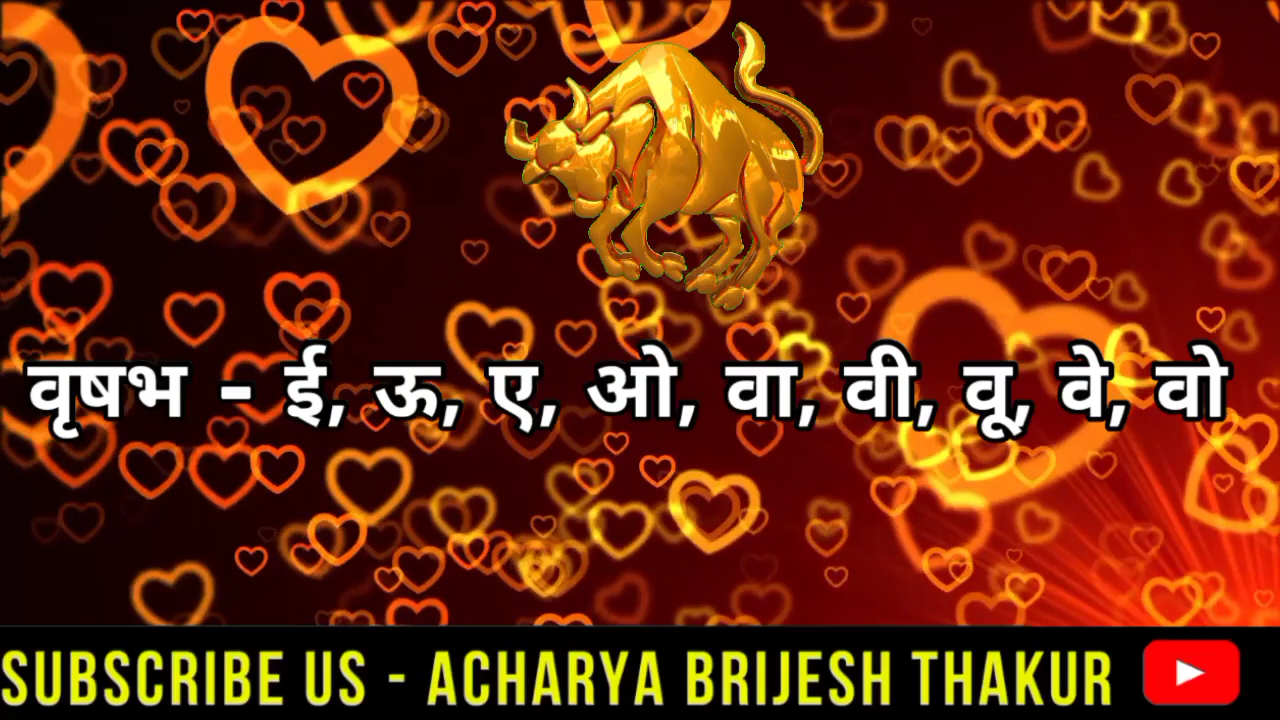 वृषभ - ई, ऊ, ए, ओ, वा, वी, वू, वे, वो
SUBSCRIBE US - ACHARYA BRIJESH THAKUR